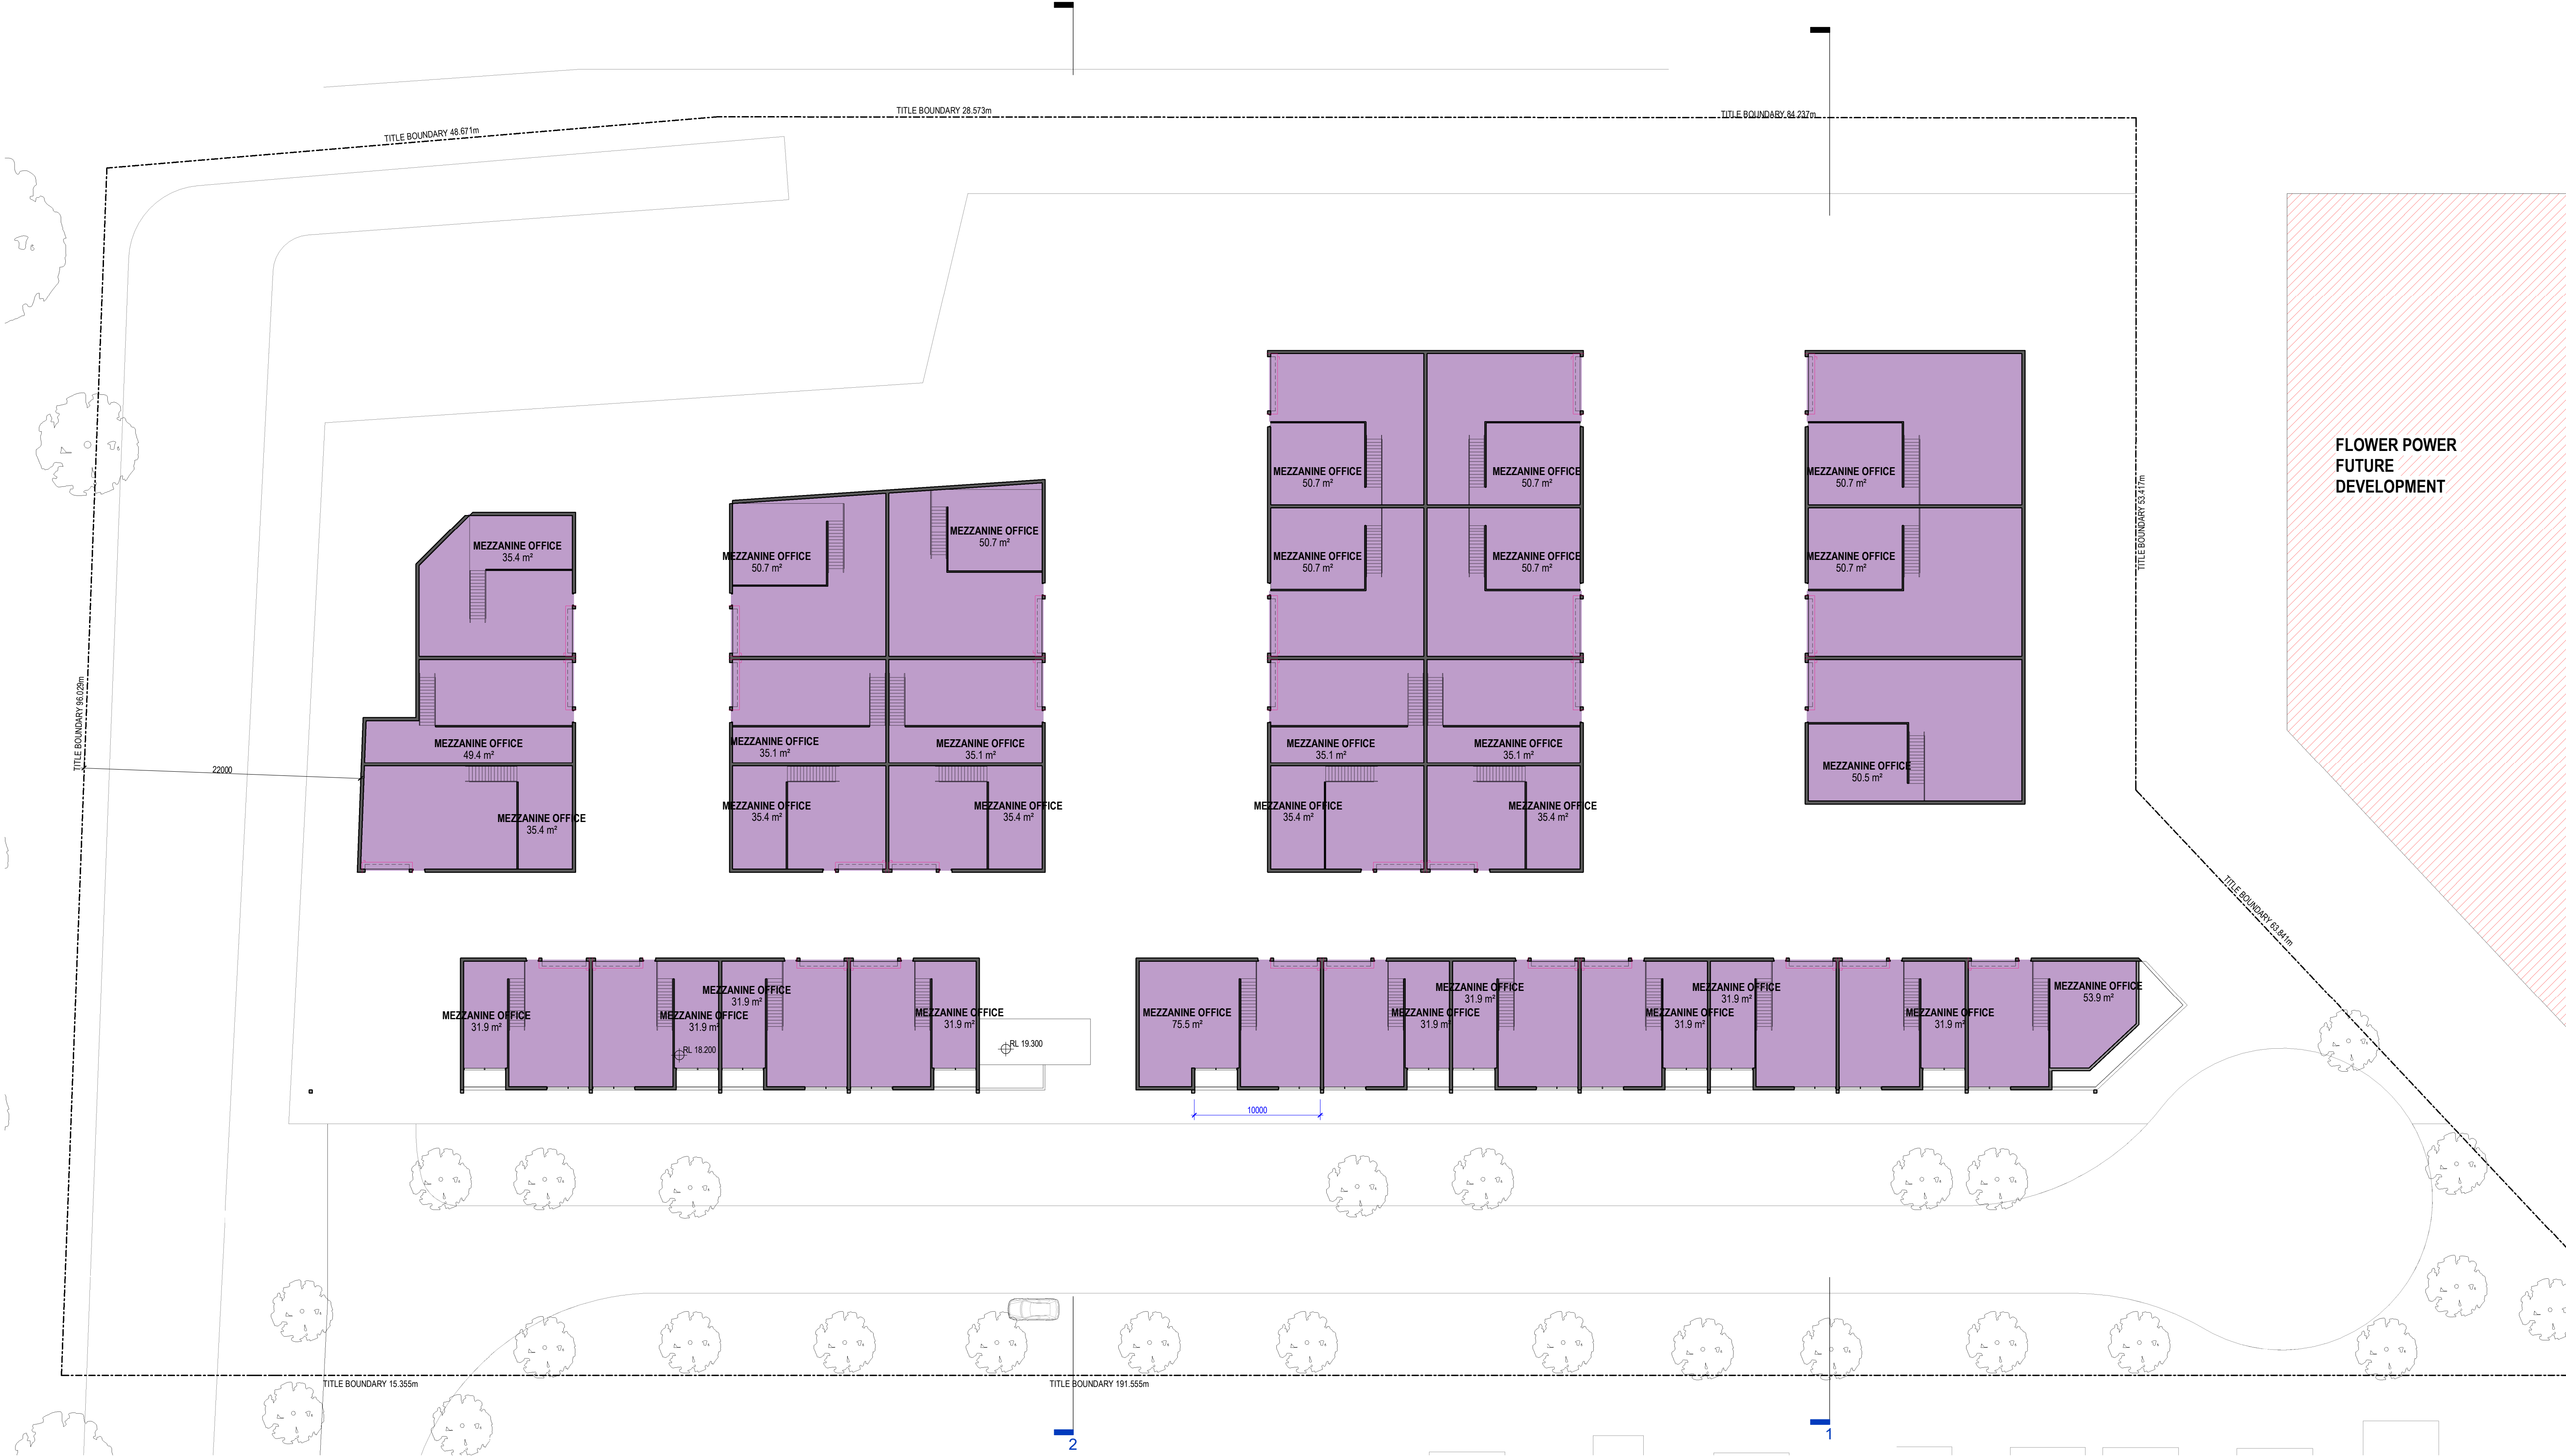 TITLE BOUNDARY 48.671m
TITLE BOUNDARY 28.573m
TITLE BOUNDARY 84.237m
TITLE BOUNDARY 96.029m
TITLE BOUNDARY 53.417m
TITLE BOUNDARY 63.841m
FLOWER POWER
FUTURE
DEVELOPMENT
22000
MEZZANINE OFFICE
35.4 m²
MEZZANINE OFFICE
49.4 m²
MEZZANINE OFFICE
35.4 m²
MEZZANINE OFFICE
50.7 m²
MEZZANINE OFFICE
50.7 m²
MEZZANINE OFFICE
35.1 m²
MEZZANINE OFFICE
35.1 m²
MEZZANINE OFFICE
35.4 m²
MEZZANINE OFFICE
35.4 m²
MEZZANINE OFFICE
50.7 m²
MEZZANINE OFFICE
50.7 m²
MEZZANINE OFFICE
50.7 m²
MEZZANINE OFFICE
50.7 m²
MEZZANINE OFFICE
35.1 m²
MEZZANINE OFFICE
35.1 m²
MEZZANINE OFFICE
35.4 m²
MEZZANINE OFFICE
35.4 m²
MEZZANINE OFFICE
50.7 m²
MEZZANINE OFFICE
50.7 m²
MEZZANINE OFFICE
50.5 m²
MEZZANINE OFFICE
31.9 m²
MEZZANINE OFFICE
31.9 m²
MEZZANINE OFFICE
31.9 m²
MEZZANINE OFFICE
31.9 m²
RL 18.200
RL 19.300
MEZZANINE OFFICE
75.5 m²
MEZZANINE OFFICE
31.9 m²
MEZZANINE OFFICE
31.9 m²
MEZZANINE OFFICE
31.9 m²
MEZZANINE OFFICE
31.9 m²
MEZZANINE OFFICE
31.9 m²
MEZZANINE OFFICE
53.9 m²
10000
TITLE BOUNDARY 15.355m
TITLE BOUNDARY 191.555m
2
1